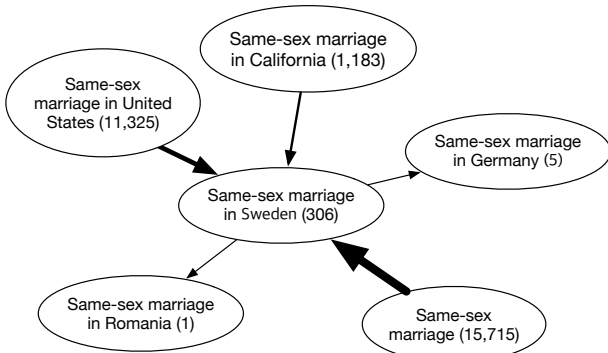 Same-sex marriage
in California (1,183)
Same-sex
marriage in United
States (11,325)
Same-sex marriage
in Germany (5)
Same-sex marriage
in Sweden (306)
Same-sex marriage
in Romania (1)
Same-sex
marriage (15,715)